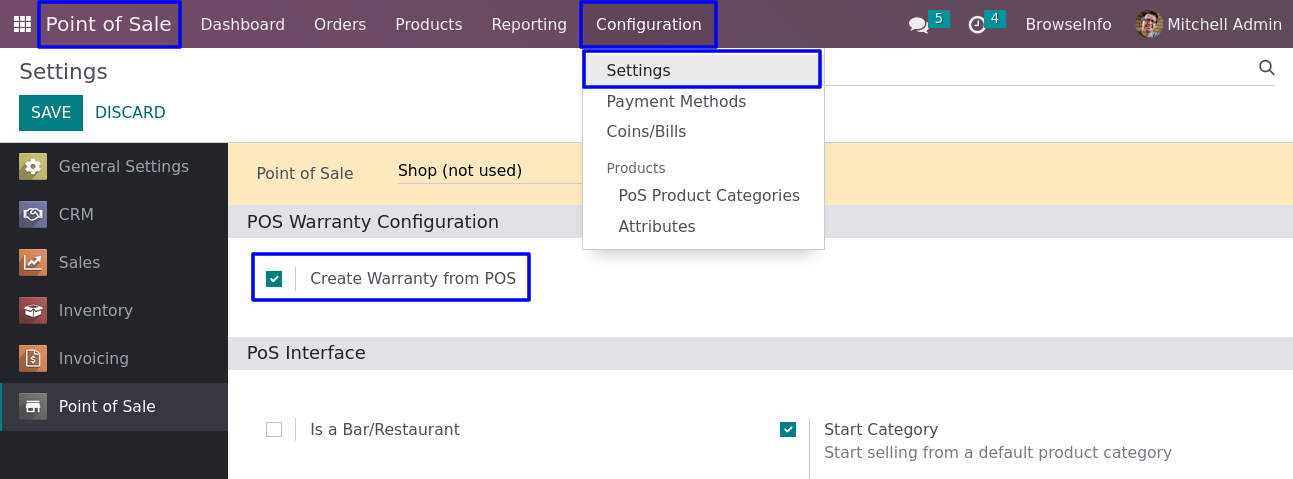 Point of Sale Dashboard Orders Products Reporting Configuration 5 4 BrowseInfo Mitchell Admin
Settings
SAVE DISCARD
Settings
Payment Methods
Coins/Bills
Products
PoS Product Categories
Attributes
General Settings
CRM
Sales
Inventory
Invoicing
Point of Sale
Point of Sale Shop (not used)
POS Warranty Configuration
Create Warranty from POS
PoS Interface
Is a Bar/Restaurant
Start Category
Start selling from a default product category